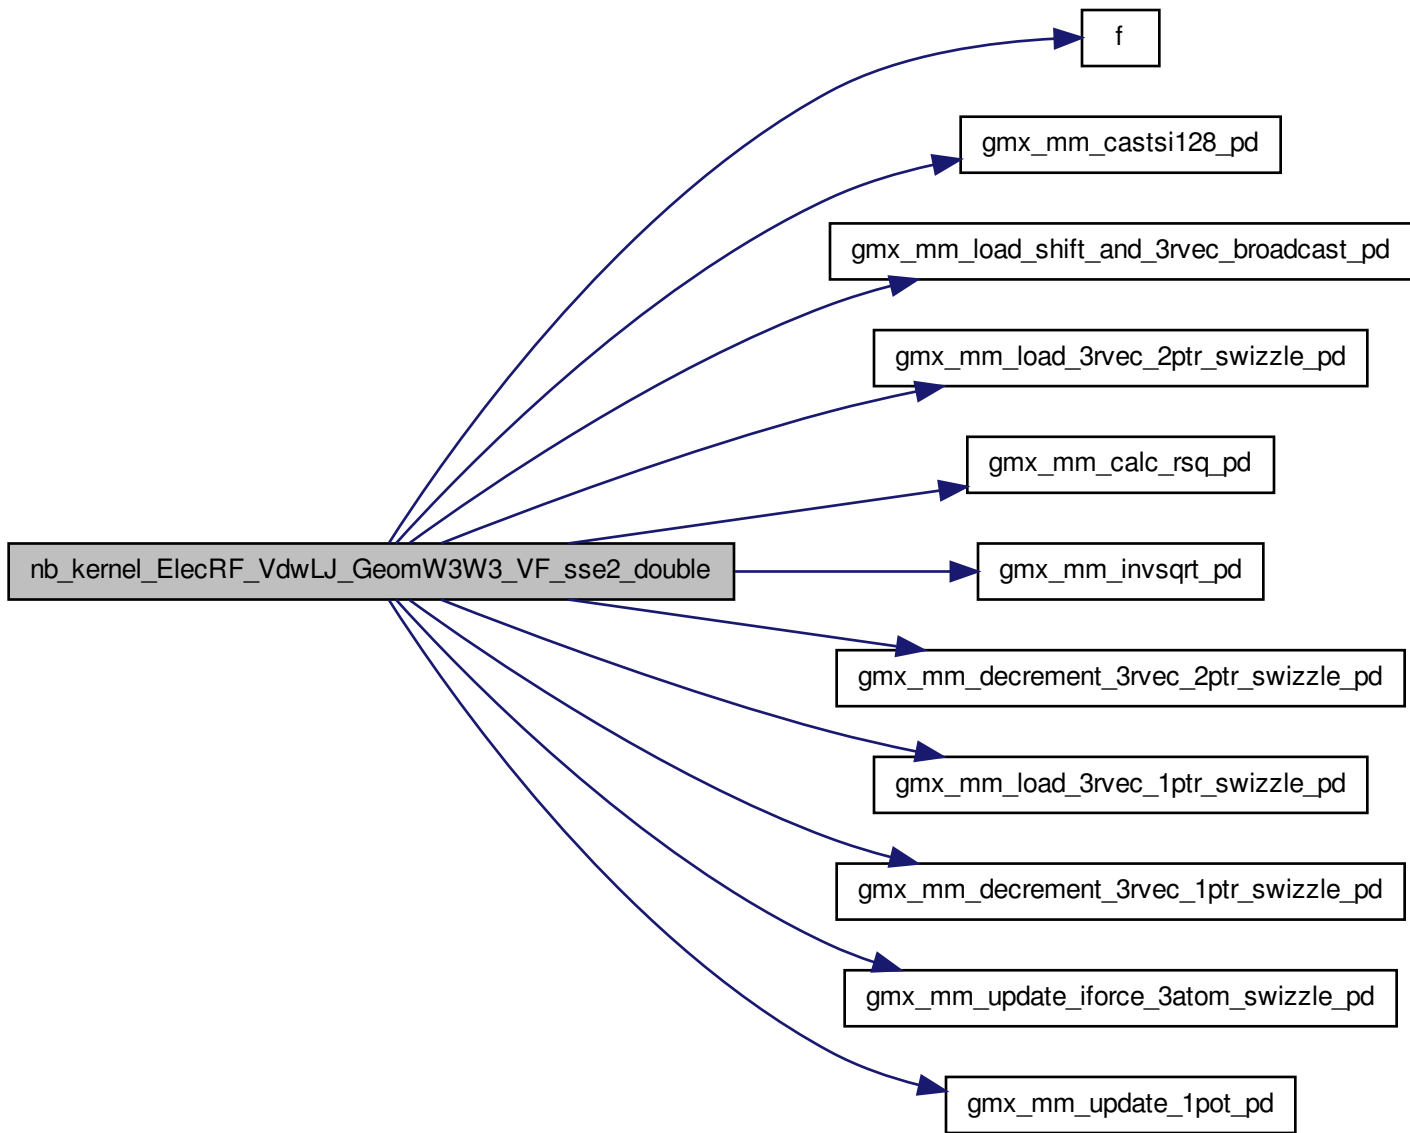 f
gmx_mm_castsi128_pd
gmx_mm_load_shift_and_3rvec_broadcast_pd
gmx_mm_load_3rvec_2ptr_swizzle_pd
gmx_mm_calc_rsq_pd
nb_kernel_ElecRF_VdwLJ_GeomW3W3_VF_sse2_double
gmx_mm_invsqrt_pd
gmx_mm_decrement_3rvec_2ptr_swizzle_pd
gmx_mm_load_3rvec_1ptr_swizzle_pd
gmx_mm_decrement_3rvec_1ptr_swizzle_pd
gmx_mm_update_iforce_3atom_swizzle_pd
gmx_mm_update_1pot_pd